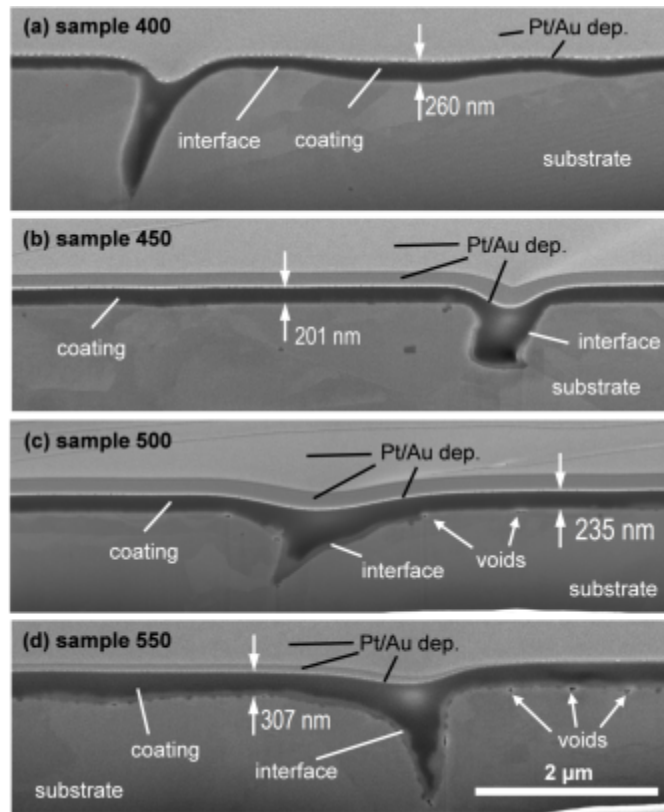 (a) sample 400
Pt/Au dep.
260 nm
interface
coating
substrate
(b) sample 450
Pt/Au dep.
201 nm
coating
interface
substrate
(c) sample 500
Pt/Au dep.
coating
interface
voids
235 nm
substrate
(d) sample 550
Pt/Au dep.
307 nm
coating
interface
voids
substrate
2 µm